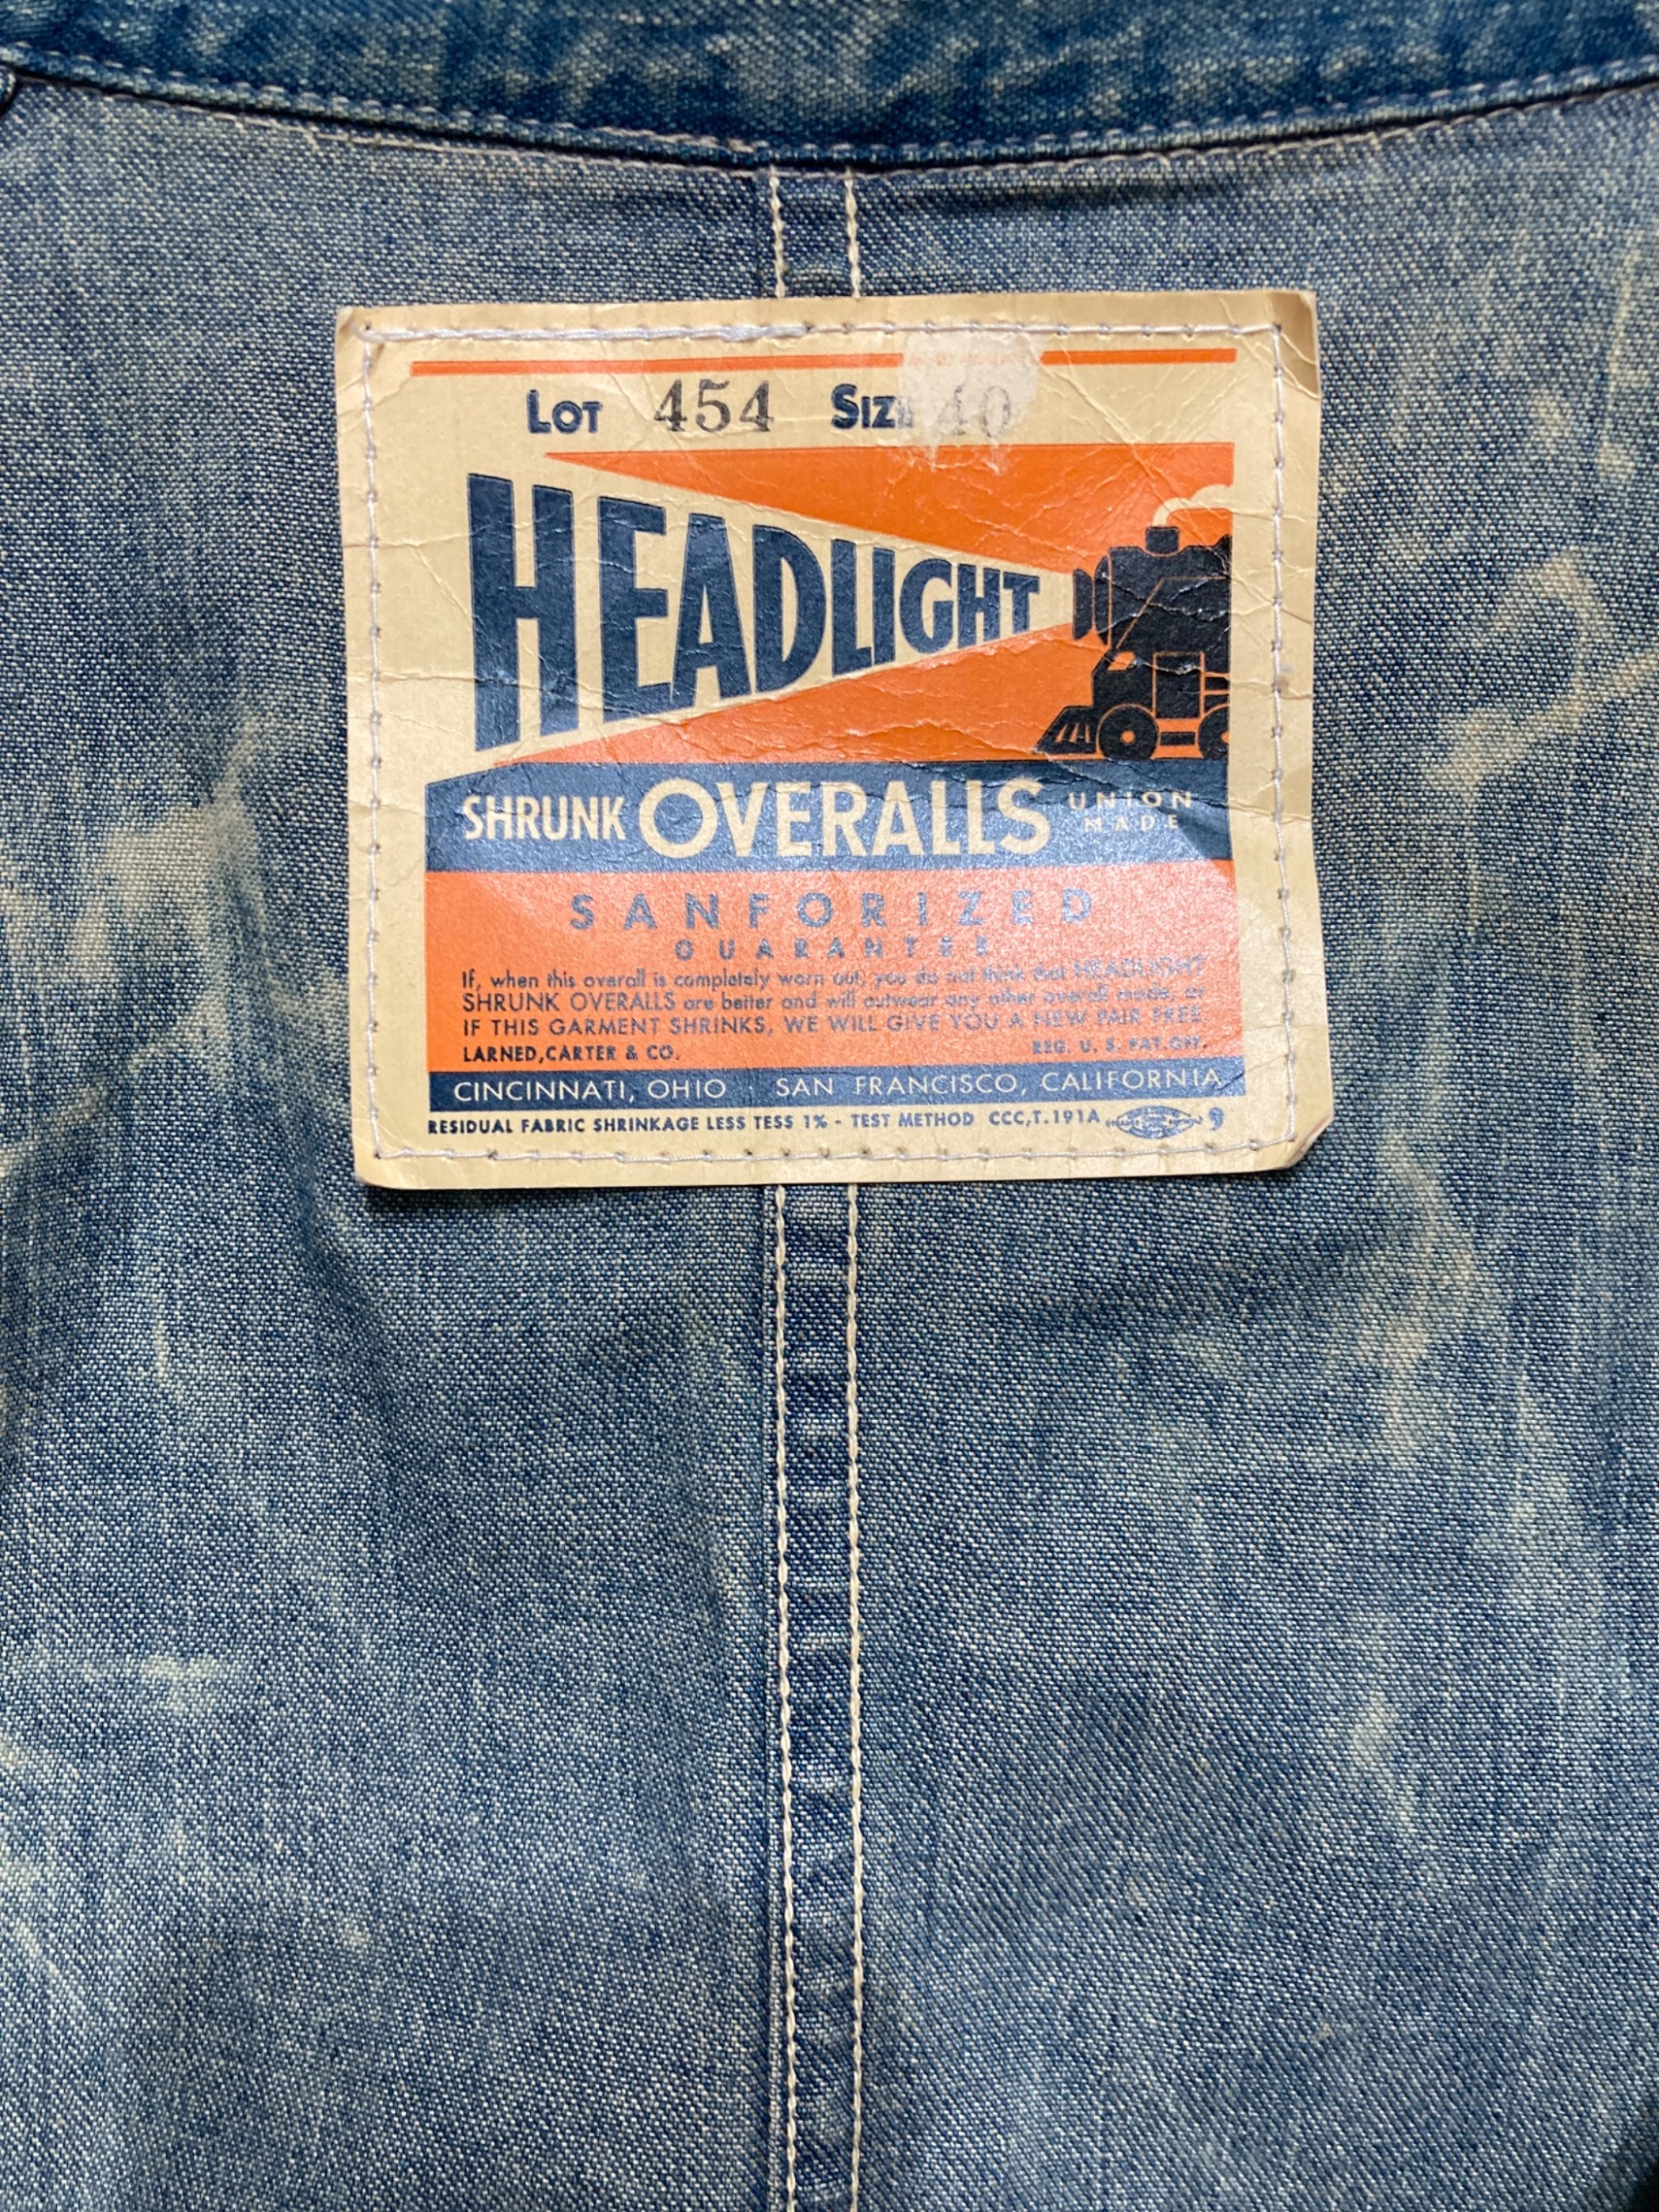 LOT 454 SIZE 40
HEADLIGHT
SHRUNK OVERALLS UNION MADE
SANFORIZED
GUARANTEE
If, when this overall is completely worn out, you do not think that HEADLIGHT
SHRUNK OVERALLS are better and will outwear any other overall made, or
IF THIS GARMENT SHRINKS, WE WILL GIVE YOU A NEW PAIR FREE.
LARNED, CARTER & CO. REG. U. S. PAT. OFF.
CINCINNATI, OHIO · SAN FRANCISCO, CALIFORNIA
RESIDUAL FABRIC SHRINKAGE LESS TESS 1% - TEST METHOD CCC,T.191A 9